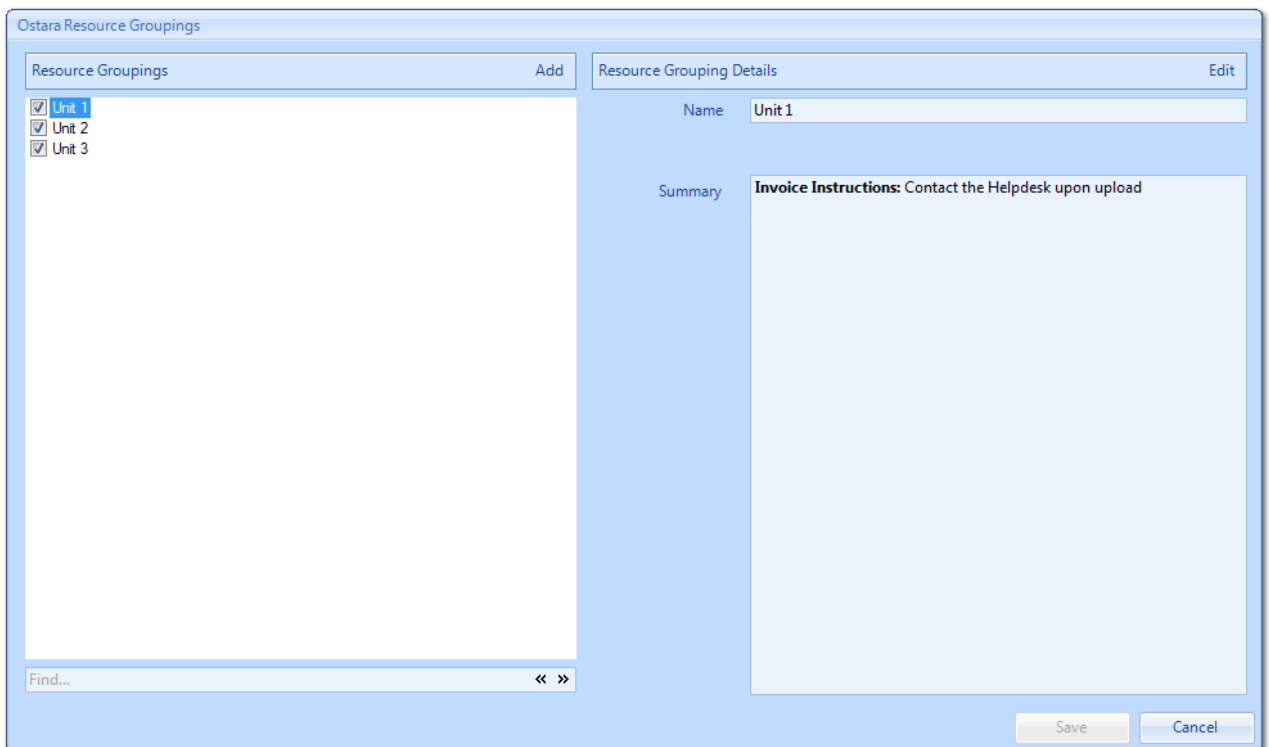 Ostara Resource Groupings
Resource Groupings Add
Unit 1
Unit 2
Unit 3
Find...
Resource Grouping Details Edit
Name Unit 1
Summary Invoice Instructions: Contact the Helpdesk upon upload
Save Cancel